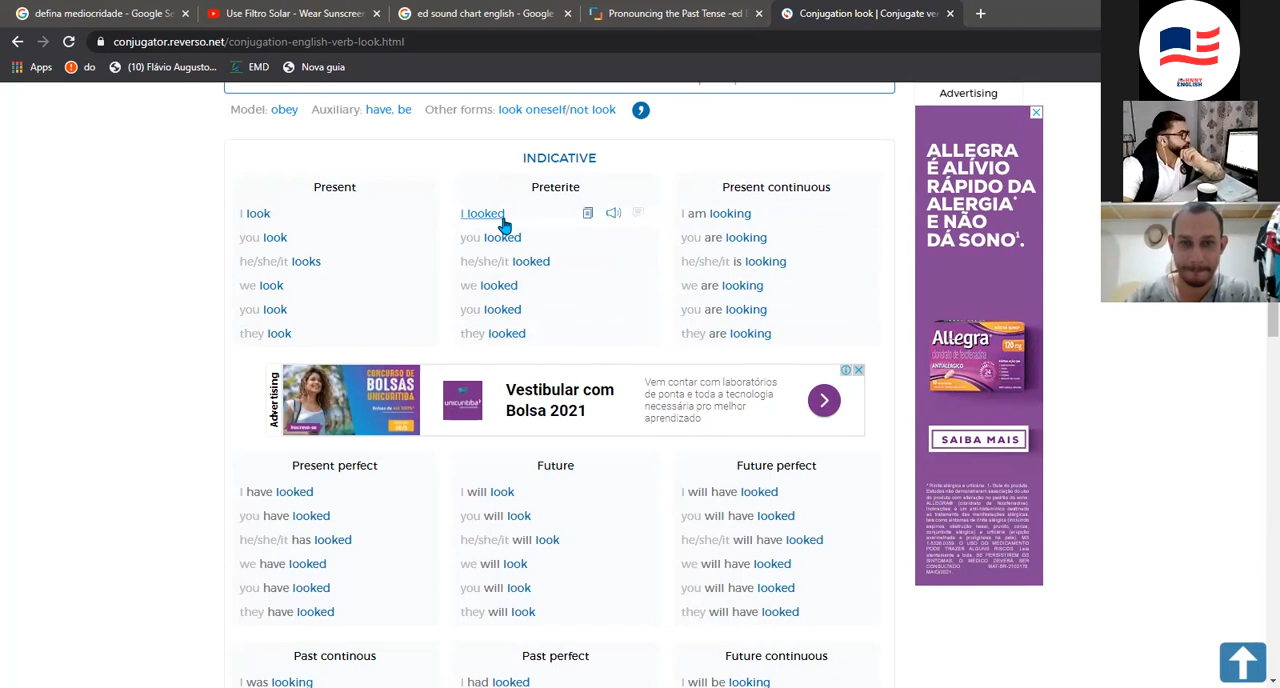 defina mediocridade - Google S
Use Filtro Solar - Wear Sunscreen
ed sound chart english - Google
Pronouncing the Past Tense -ed E
Conjugation look | Conjugate ve
conjugator.reverso.net/conjugation-english-verb-look.html
Apps
do
(10) Flávio Augusto...
EMD
Nova guia
Model: obey Auxiliary: have, be Other forms: look oneself/not look
INDICATIVE
Present
I look
you look
he/she/it looks
we look
you look
they look
Preterite
I looked
you looked
he/she/it looked
we looked
you looked
they looked
Present continuous
I am looking
you are looking
he/she/it is looking
we are looking
you are looking
they are looking
Advertising
CONCURSO DE
BOLSAS
UNICURITIBA
unicuritiba
Vestibular com
Bolsa 2021
Vem contar com laboratórios
de ponta e toda a tecnologia
necessária pro melhor
aprendizado
Present perfect
I have looked
you have looked
he/she/it has looked
we have looked
you have looked
they have looked
Future
I will look
you will look
he/she/it will look
we will look
you will look
they will look
Future perfect
I will have looked
you will have looked
he/she/it will have looked
we will have looked
you will have looked
they will have looked
Past continous
I was looking
Past perfect
I had looked
Future continuous
I will be looking
Advertising
ALLEGRA
É ALÍVIO
RÁPIDO DA
ALERGIA*
E NÃO
DÁ SONO¹.
Allegra
120 mg
SAIBA MAIS
JOHNNY
ENGLISH